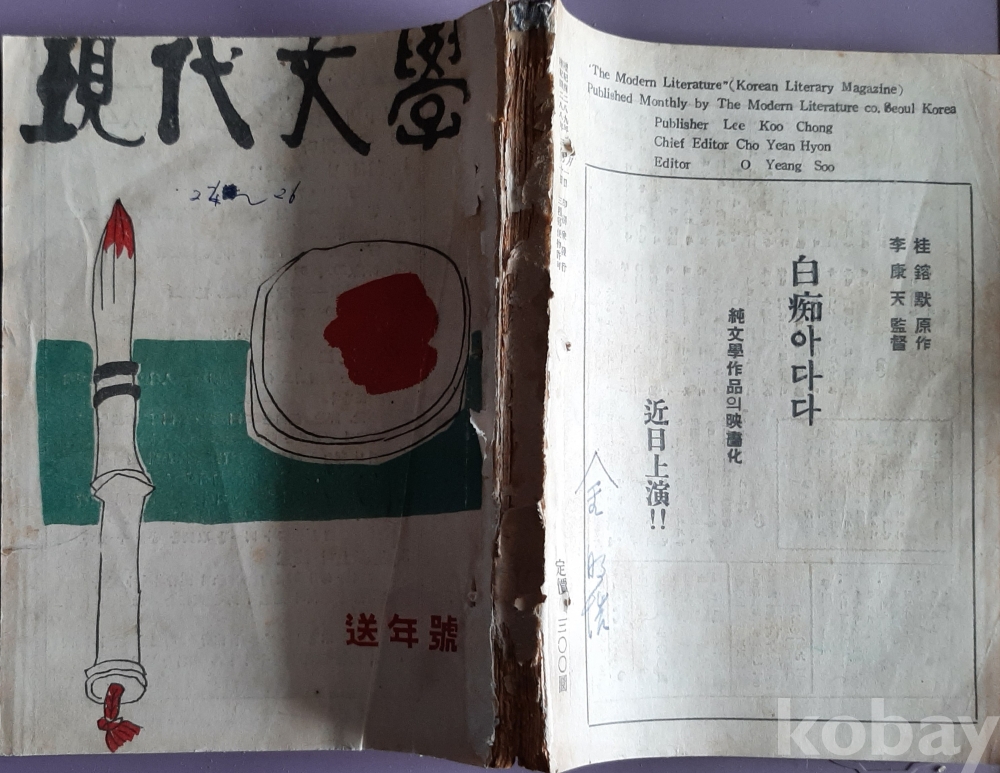 現代文學
26
送年號
"The Modern Literature"(Korean Literary Magazine)
Published Monthly by The Modern Literature co. Seoul Korea
Publisher Lee Koo Chong
Chief Editor Cho Yean Hyon
Editor O Yeang Soo
桂鎔默 原作
李康天 監督
白痴아다다
純文學作品의映畵化
近日上演!!
定價 三〇〇圜
kobay